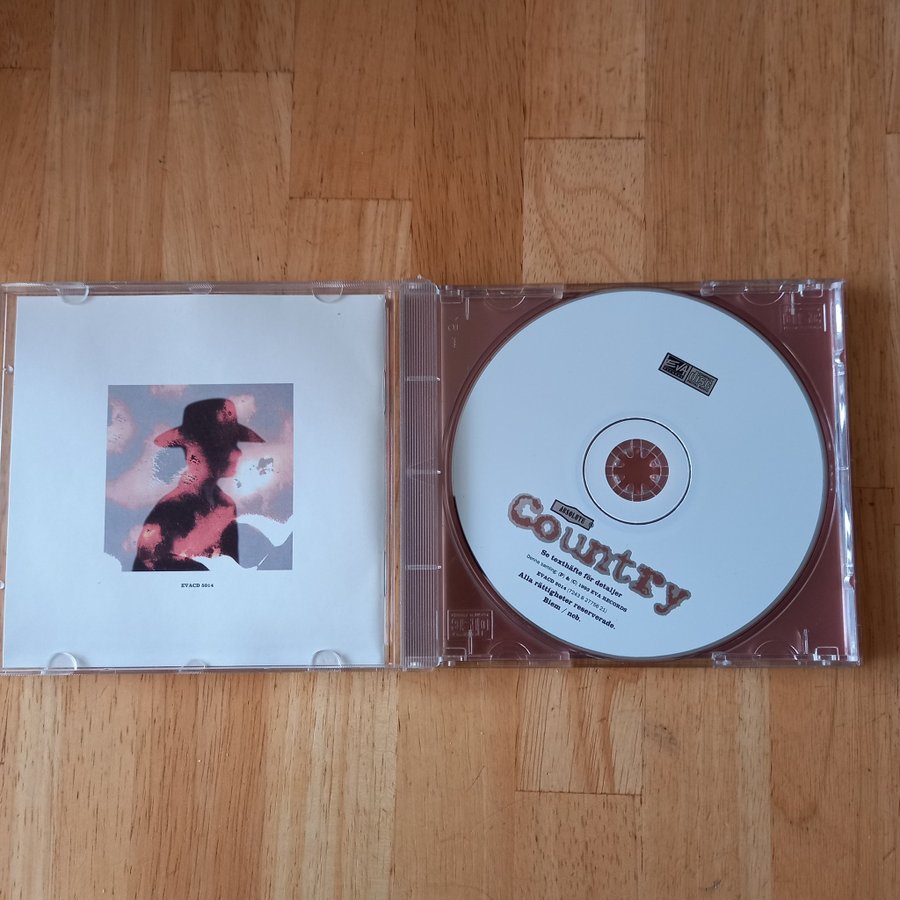 EVACD 5014
EVA
ABSOLUTE
Country
Se texthäfte för detaljer
Denna samling: (P) & (C) 1993 EVA RECORDS
EVACD 5014 (7243 8 27756 21)
Alla rättigheter reserverade.
Biem / ncb.